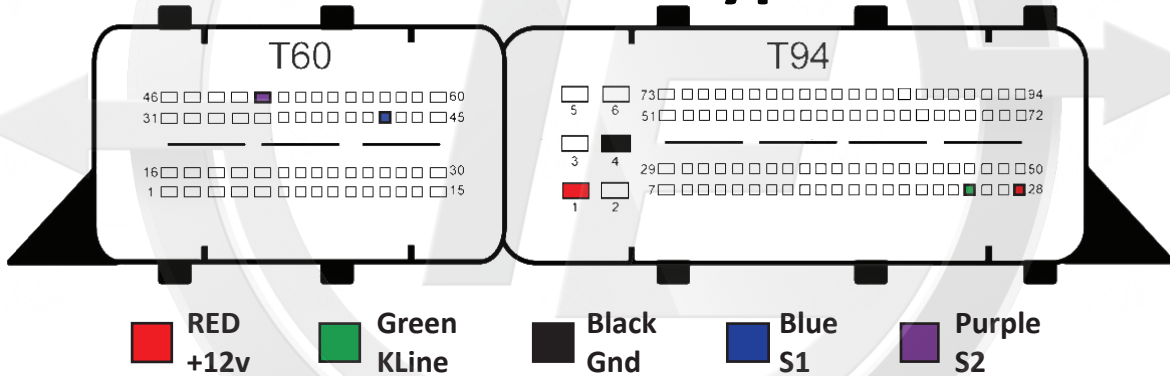 T60
T94
46 60
31 45
16 30
1 15
5 6
3 4
1 2
73 94
51 72
29 50
7 28
RED
+12v
Green
KLine
Black
Gnd
Blue
S1
Purple
S2